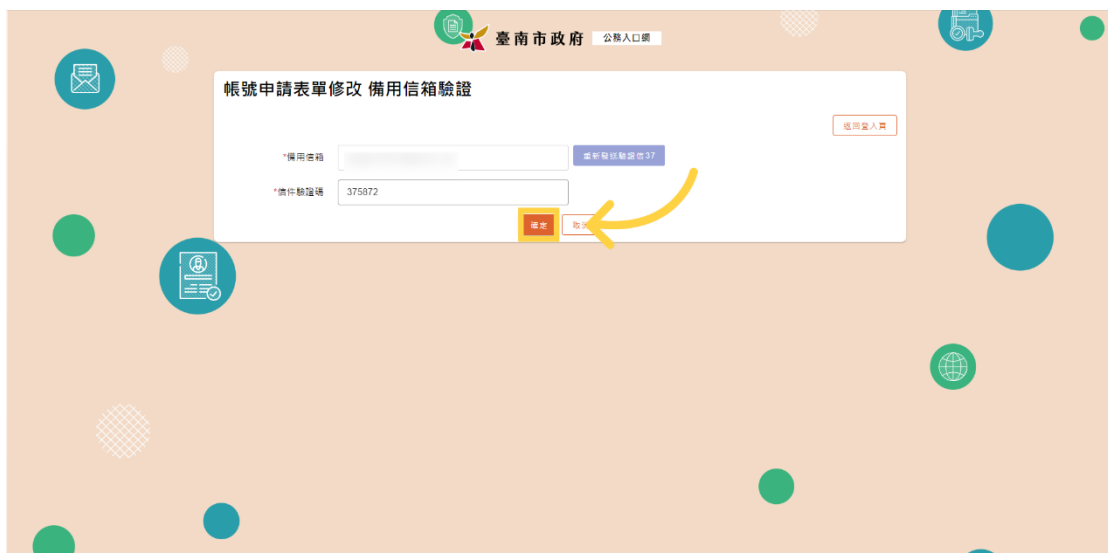 臺南市政府 公務入口網
帳號申請表單修改 備用信箱驗證
返回登入頁
*備用信箱
重新發送驗證信37
*信件驗證碼 375872
確定 取消